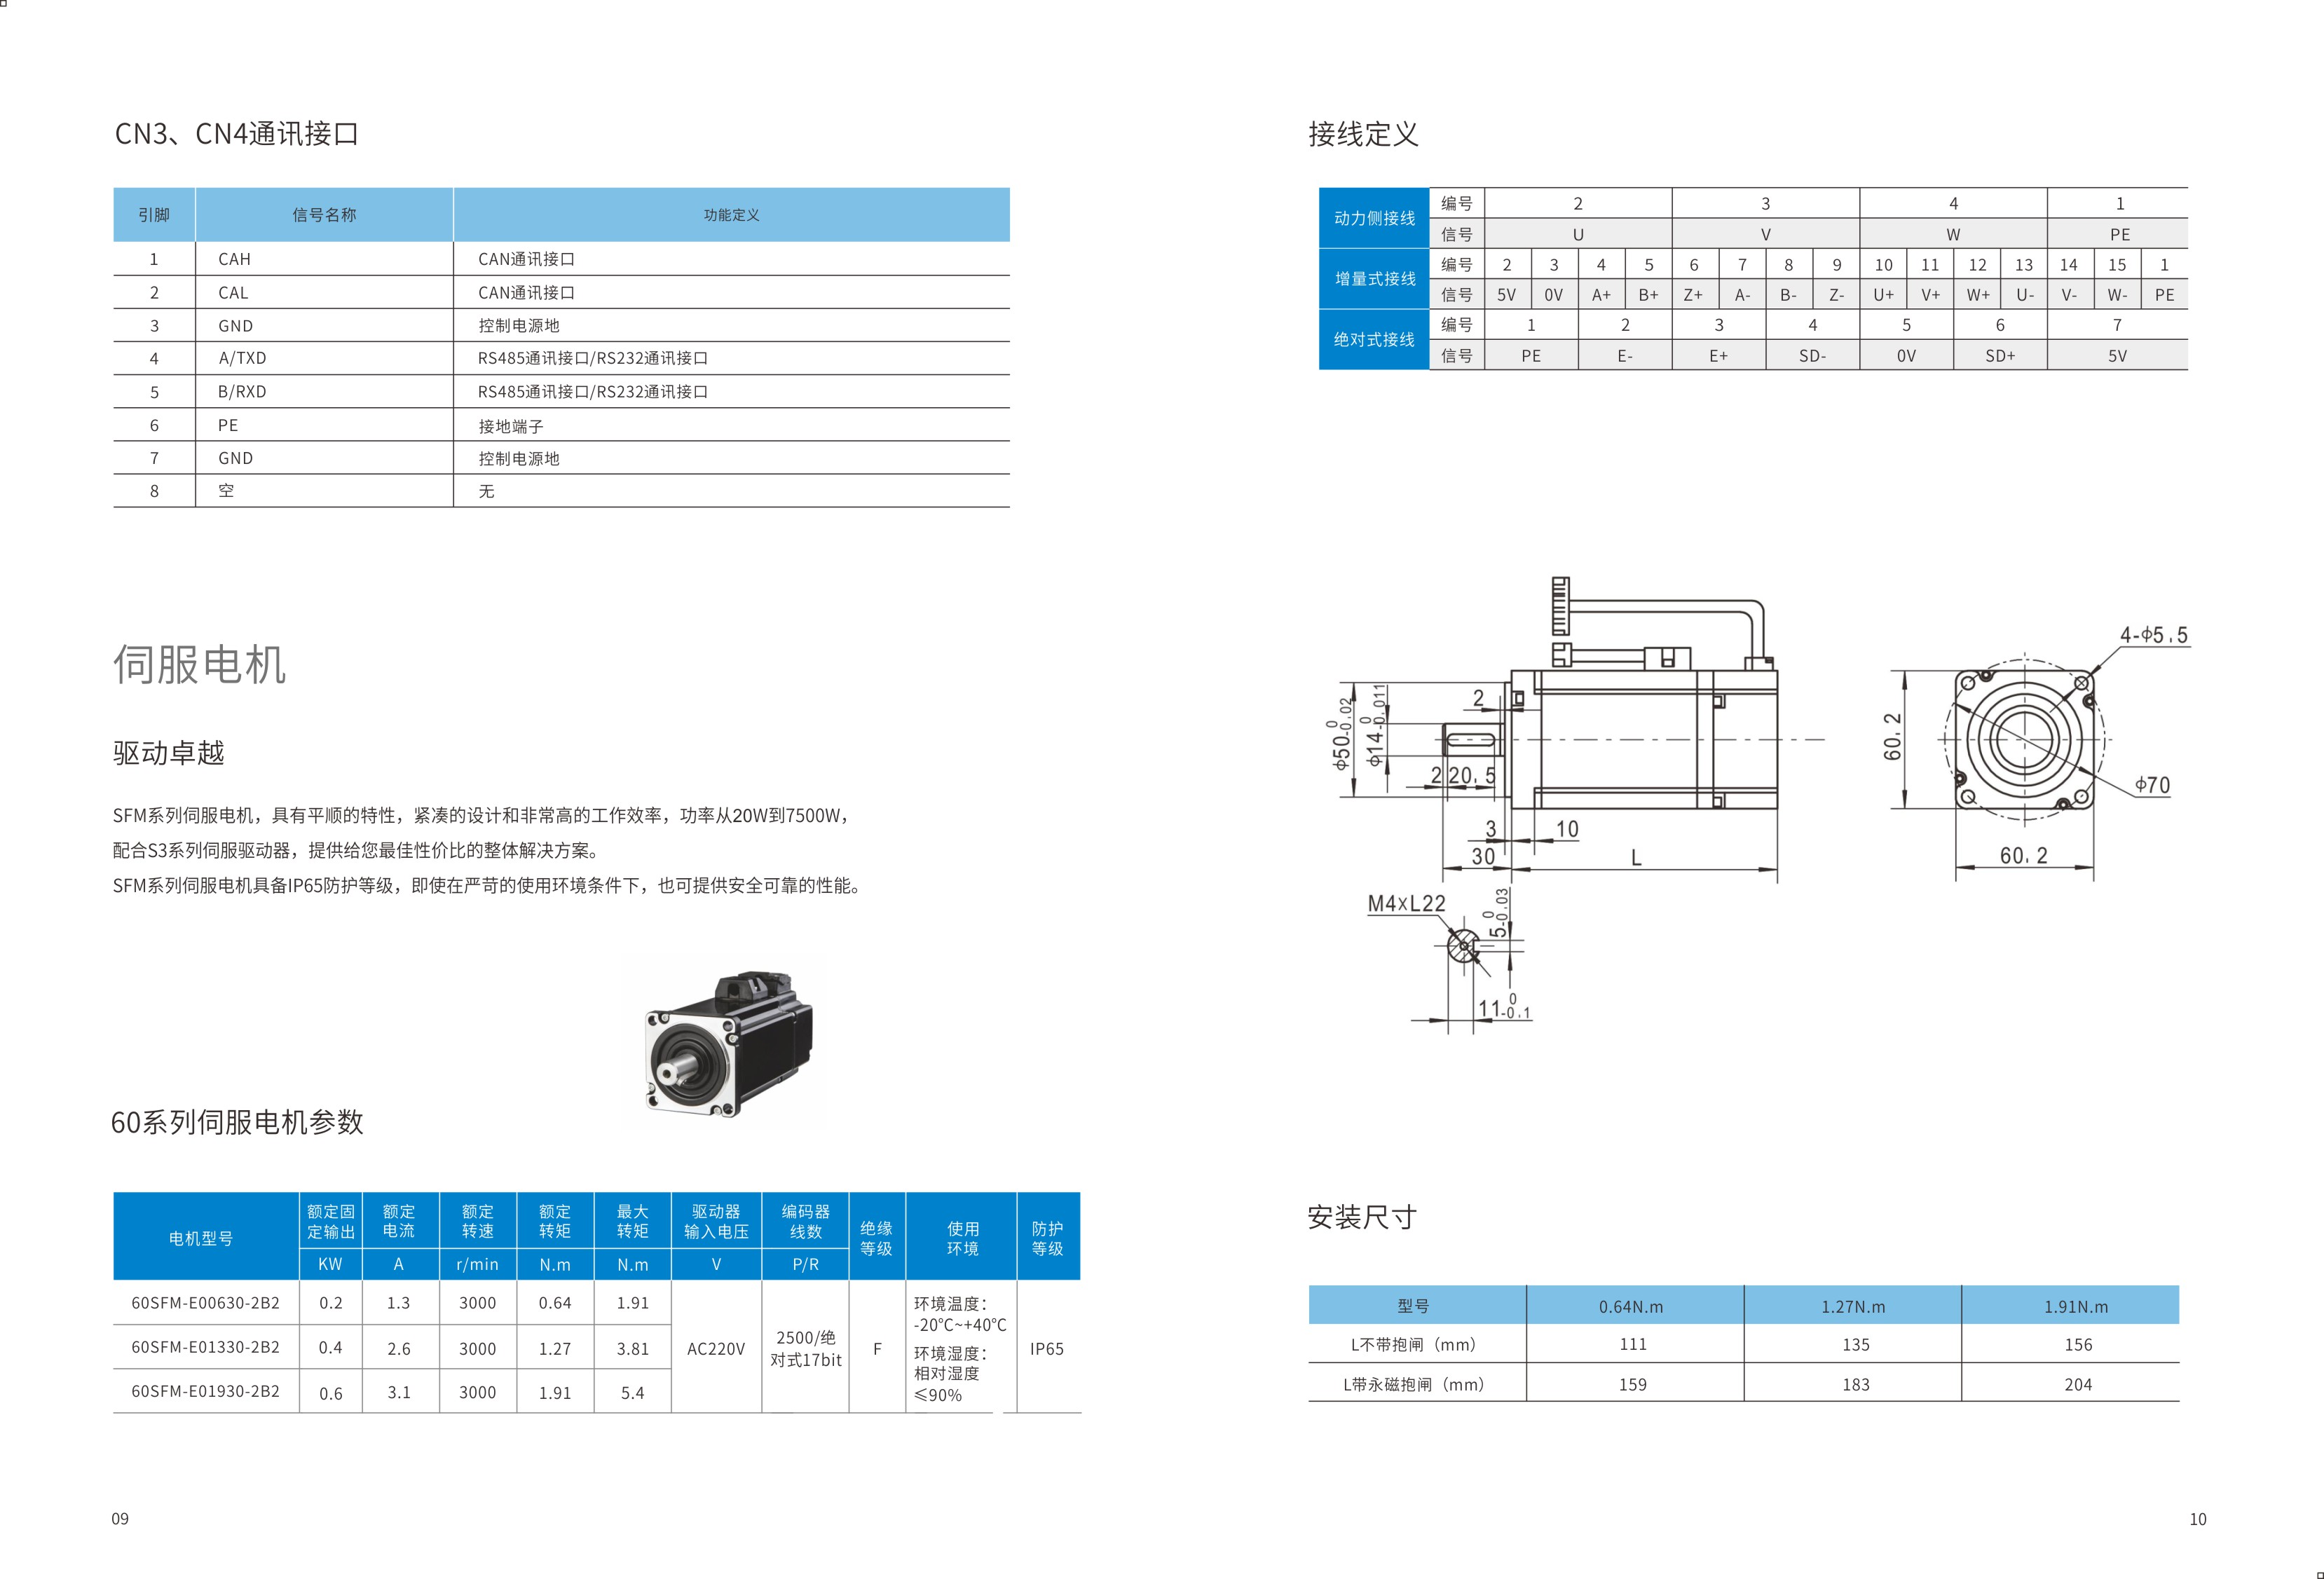 CN3、CN4通讯接口
引脚 信号名称 功能定义
1 CAH CAN通讯接口
2 CAL CAN通讯接口
3 GND 控制电源地
4 A/TXD RS485通讯接口/RS232通讯接口
5 B/RXD RS485通讯接口/RS232通讯接口
6 PE 接地端子
7 GND 控制电源地
8 空 无
伺服电机
驱动卓越
SFM系列伺服电机，具有平顺的特性，紧凑的设计和非常高的工作效率，功率从20W到7500W，
配合S3系列伺服驱动器，提供给您最佳性价比的整体解决方案。
SFM系列伺服电机具备IP65防护等级，即使在严苛的使用环境条件下，也可提供安全可靠的性能。
60系列伺服电机参数
电机型号 额定固定输出 额定电流 额定转速 额定转矩 最大转矩 驱动器输入电压 编码器线数 绝缘等级 使用环境 防护等级
KW A r/min N.m N.m V P/R
60SFM-E00630-2B2 0.2 1.3 3000 0.64 1.91
60SFM-E01330-2B2 0.4 2.6 3000 1.27 3.81
60SFM-E01930-2B2 0.6 3.1 3000 1.91 5.4
AC220V
2500/绝
对式17bit
F
环境温度：
-20℃~+40℃
环境湿度：
相对湿度
≤90%
IP65
09
接线定义
动力侧接线
编号 2 3 4 1
信号 U V W PE
增量式接线
编号 2 3 4 5 6 7 8 9 10 11 12 13 14 15 1
信号 5V 0V A+ B+ Z+ A- B- Z- U+ V+ W+ U- V- W- PE
绝对式接线
编号 1 2 3 4 5 6 7
信号 PE E- E+ SD- 0V SD+ 5V
ϕ50 0 -0.02
ϕ14 0 -0.011
2
2 20.5
3 10
30 L
M4xL22
5 0 -0.03
11 0 -0.1
4-ϕ5.5
60.2
ϕ70
60.2
安装尺寸
型号 0.64N.m 1.27N.m 1.91N.m
L不带抱闸（mm） 111 135 156
L带永磁抱闸（mm） 159 183 204
10